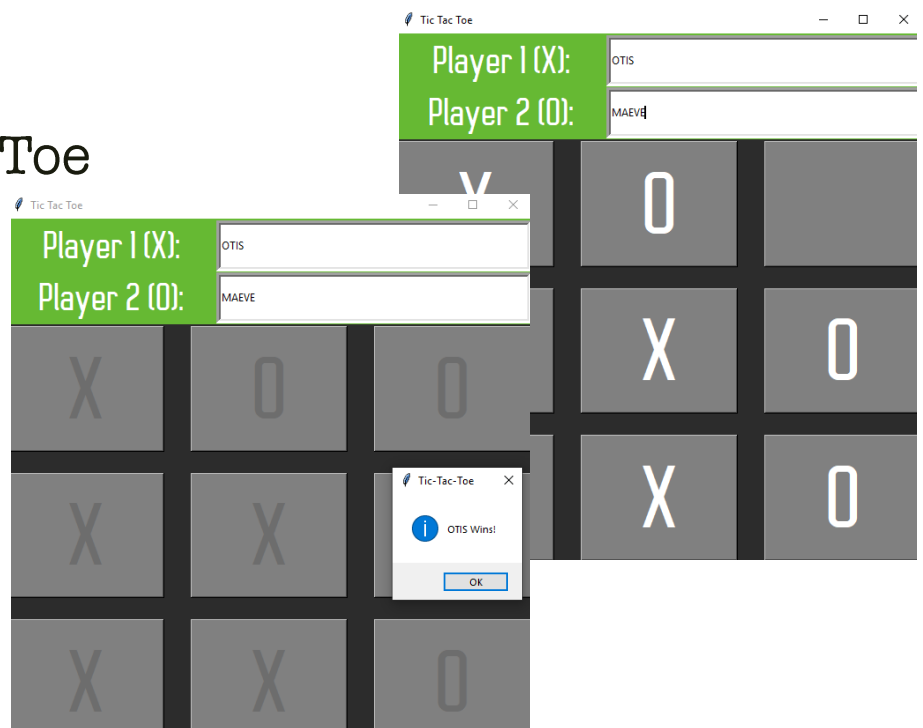 Tic Tac Toe
Player 1 (X):
OTIS
Player 2 (O):
MAEVE
X
O
X
O
X
O
Toe
Tic Tac Toe
Player 1 (X):
OTIS
Player 2 (O):
MAEVE
X
O
O
X
X
X
X
O
Tic-Tac-Toe
OTIS Wins!
OK